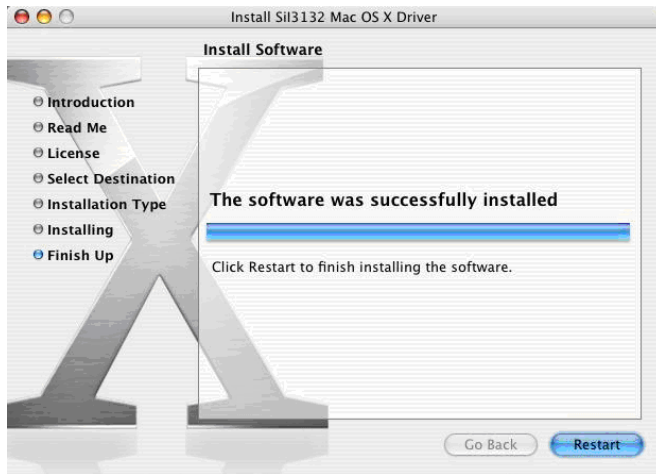 Install SiI3132 Mac OS X Driver
Install Software
Introduction
Read Me
License
Select Destination
Installation Type
Installing
Finish Up
The software was successfully installed
Click Restart to finish installing the software.
Go Back
Restart